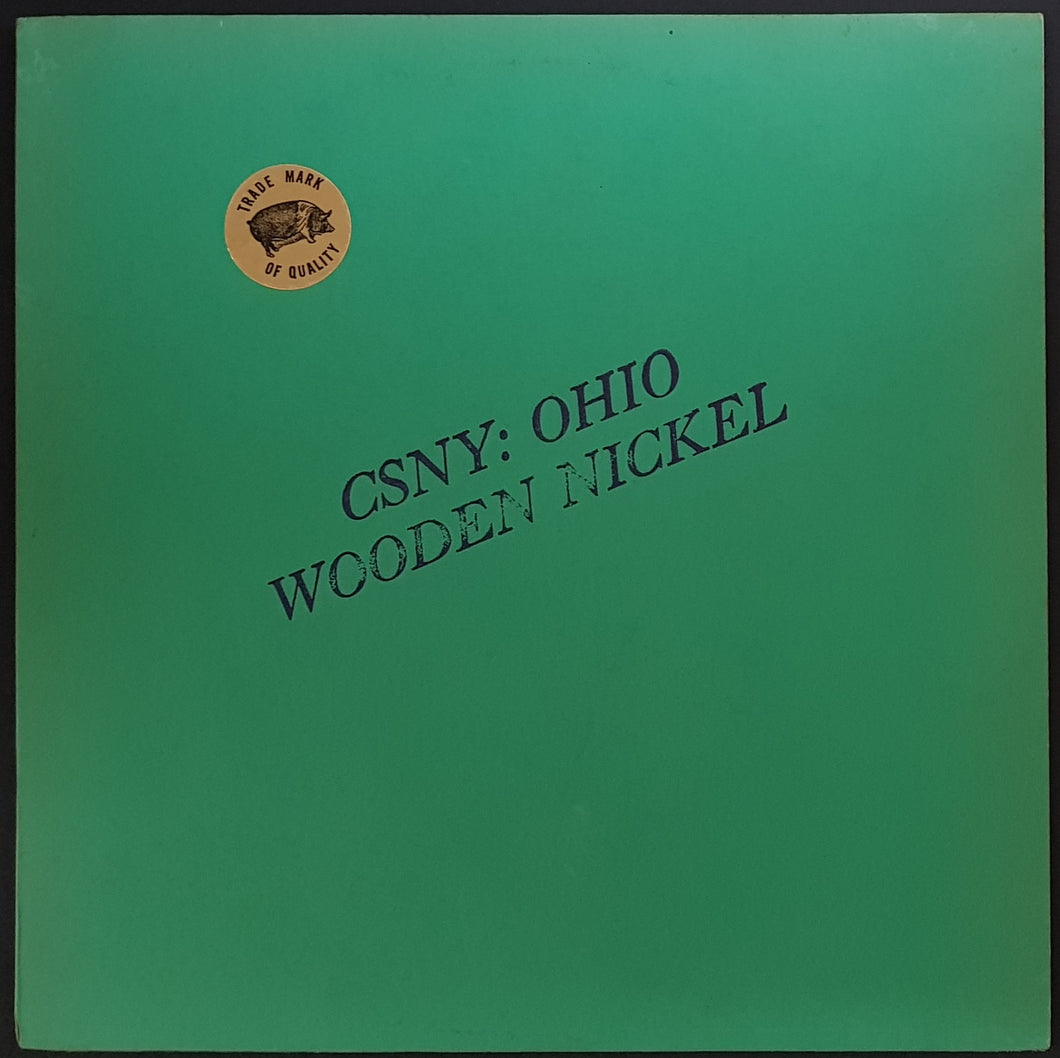 TRADE MARK
OF QUALITY
CSNY: OHIO
WOODEN NICKEL